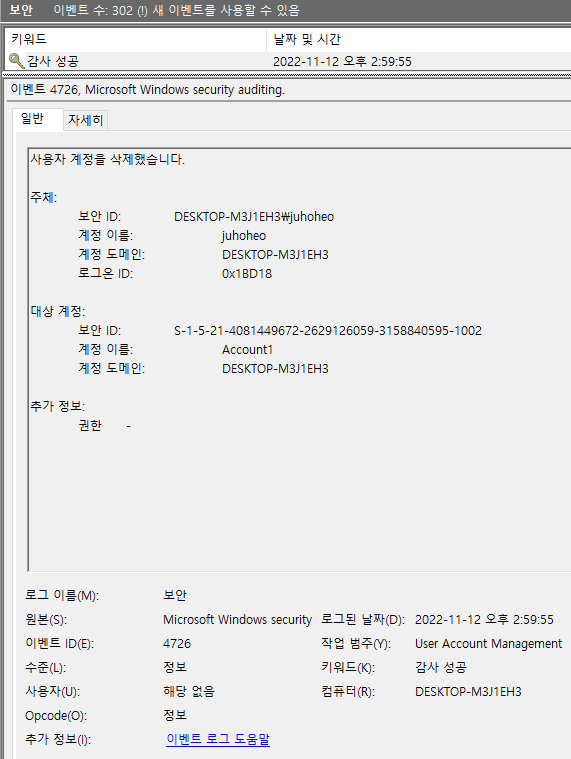 보안 이벤트 수: 302 (!) 새 이벤트를 사용할 수 있음
키워드 날짜 및 시간
감사 성공 2022-11-12 오후 2:59:55
이벤트 4726, Microsoft Windows security auditing.
일반 자세히
사용자 계정을 삭제했습니다.
주체:
보안 ID: DESKTOP-M3J1EH3₩juhoheo
계정 이름: juhoheo
계정 도메인: DESKTOP-M3J1EH3
로그온 ID: 0x1BD18
대상 계정:
보안 ID: S-1-5-21-4081449672-2629126059-3158840595-1002
계정 이름: Account1
계정 도메인: DESKTOP-M3J1EH3
추가 정보:
권한 -
로그 이름(M): 보안
원본(S): Microsoft Windows security 로그된 날짜(D): 2022-11-12 오후 2:59:55
이벤트 ID(E): 4726 작업 범주(Y): User Account Management
수준(L): 정보 키워드(K): 감사 성공
사용자(U): 해당 없음 컴퓨터(R): DESKTOP-M3J1EH3
Opcode(O): 정보
추가 정보(I): 이벤트 로그 도움말